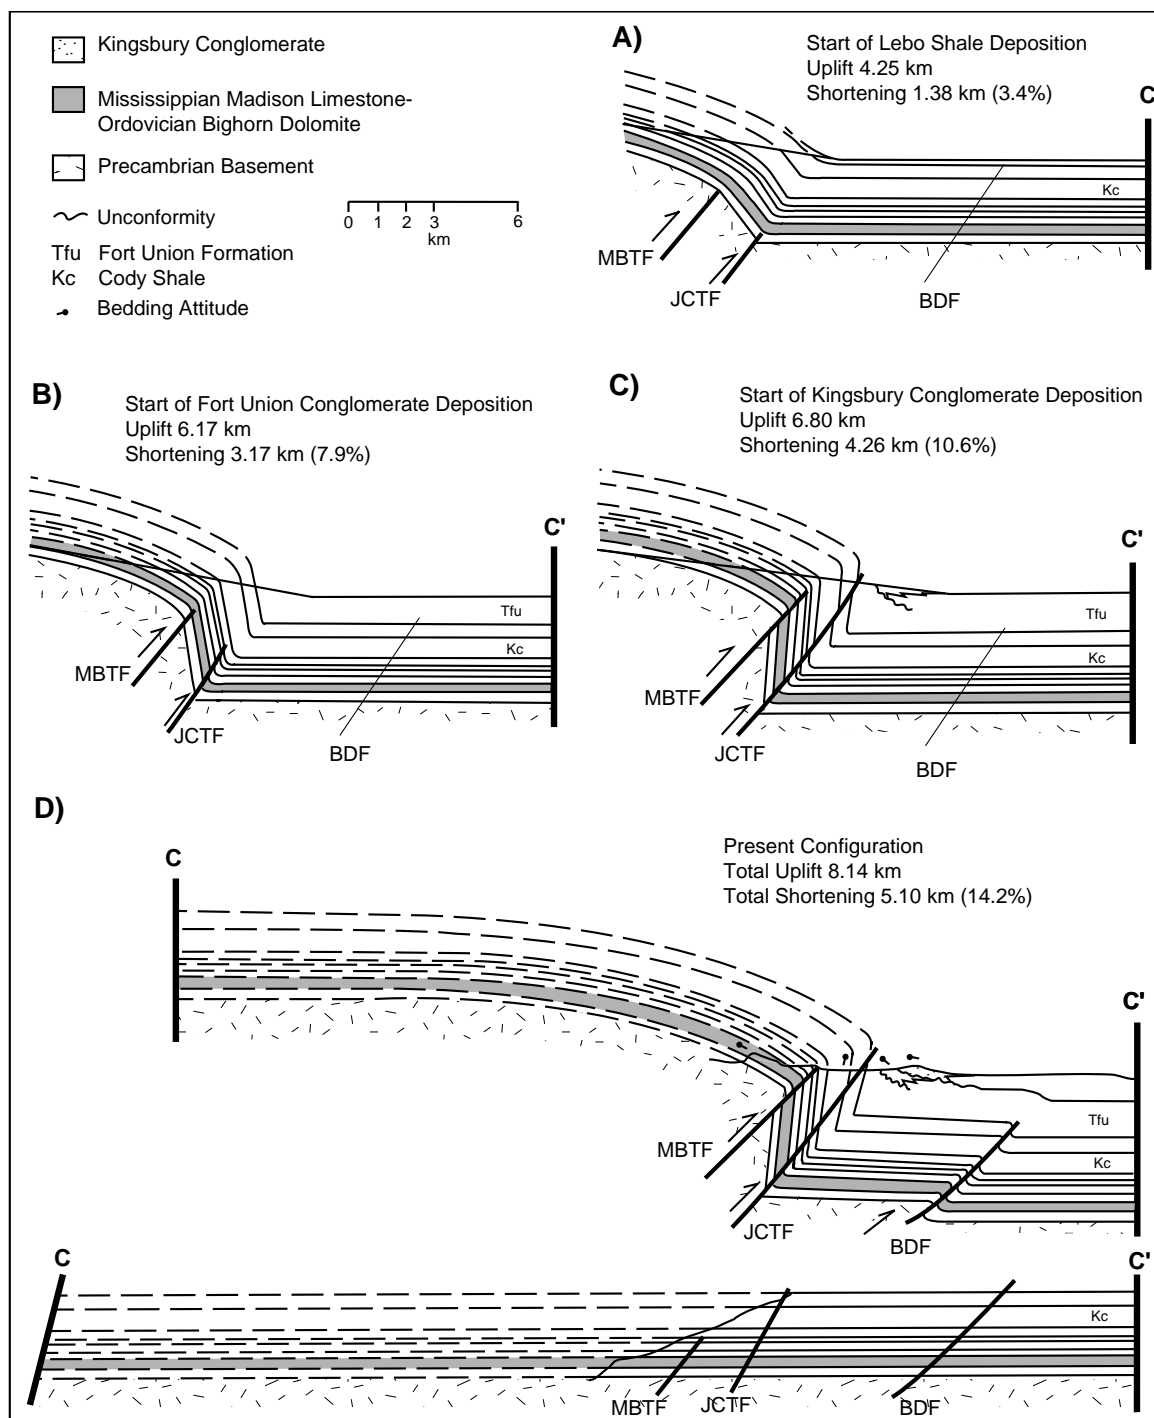 Kingsbury Conglomerate
Mississippian Madison Limestone-
Ordovician Bighorn Dolomite
Precambrian Basement
Unconformity
Tfu Fort Union Formation
Kc Cody Shale
Bedding Attitude
0 1 2 3 6
km
A)
Start of Lebo Shale Deposition
Uplift 4.25 km
Shortening 1.38 km (3.4%)
C
Kc
MBTF
JCTF
BDF
B)
Start of Fort Union Conglomerate Deposition
Uplift 6.17 km
Shortening 3.17 km (7.9%)
C'
Tfu
Kc
MBTF
JCTF
BDF
C)
Start of Kingsbury Conglomerate Deposition
Uplift 6.80 km
Shortening 4.26 km (10.6%)
C'
Tfu
Kc
MBTF
JCTF
BDF
D)
Present Configuration
Total Uplift 8.14 km
Total Shortening 5.10 km (14.2%)
C
C'
Tfu
Kc
MBTF
JCTF
BDF
C
C'
Kc
MBTF
JCTF
BDF